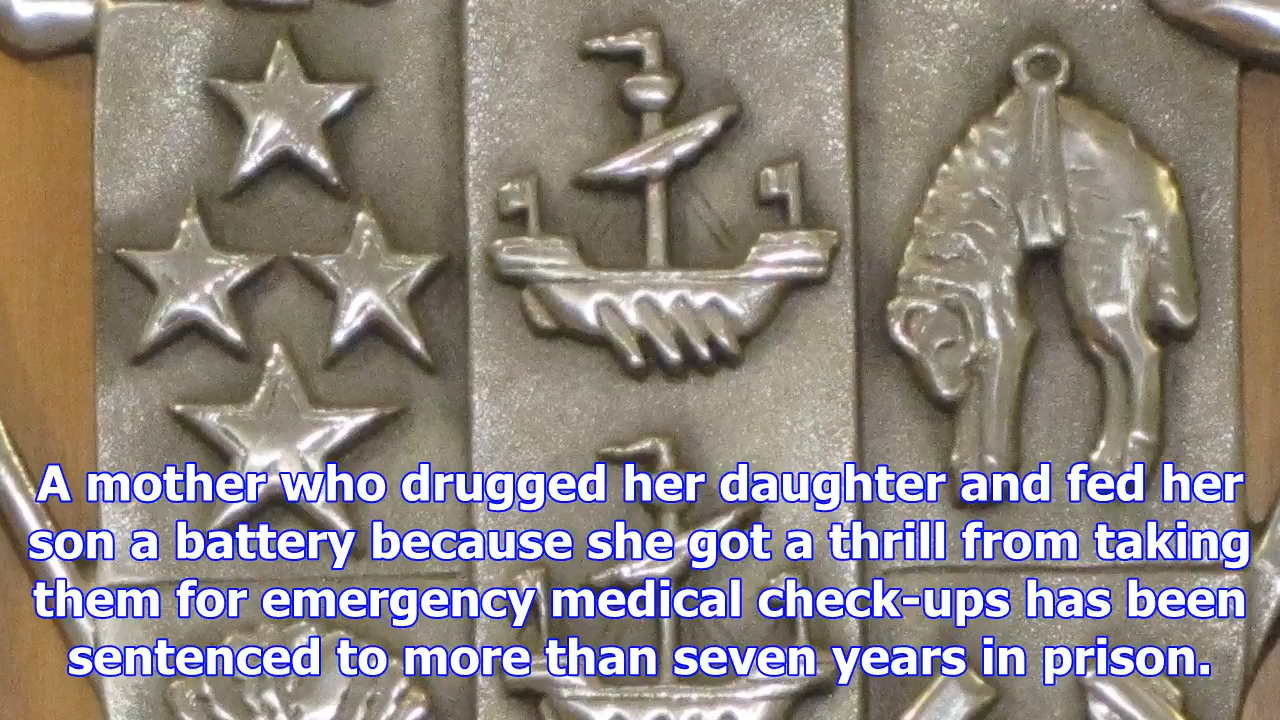 A mother who drugged her daughter and fed her
son a battery because she got a thrill from taking
them for emergency medical check-ups has been
sentenced to more than seven years in prison.